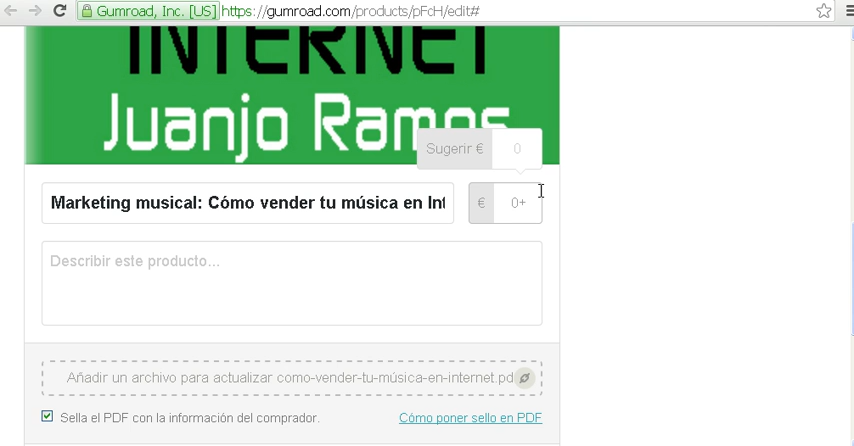 Gumroad, Inc. [US] https://gumroad.com/products/pFcH/edit#
INTERNET
Juanjo Ramos
Sugerir € 0
Marketing musical: Cómo vender tu música en Int
€ 0+
Describir este producto...
Añadir un archivo para actualizar como-vender-tu-música-en-internet.pd
Sella el PDF con la información del comprador. Cómo poner sello en PDF